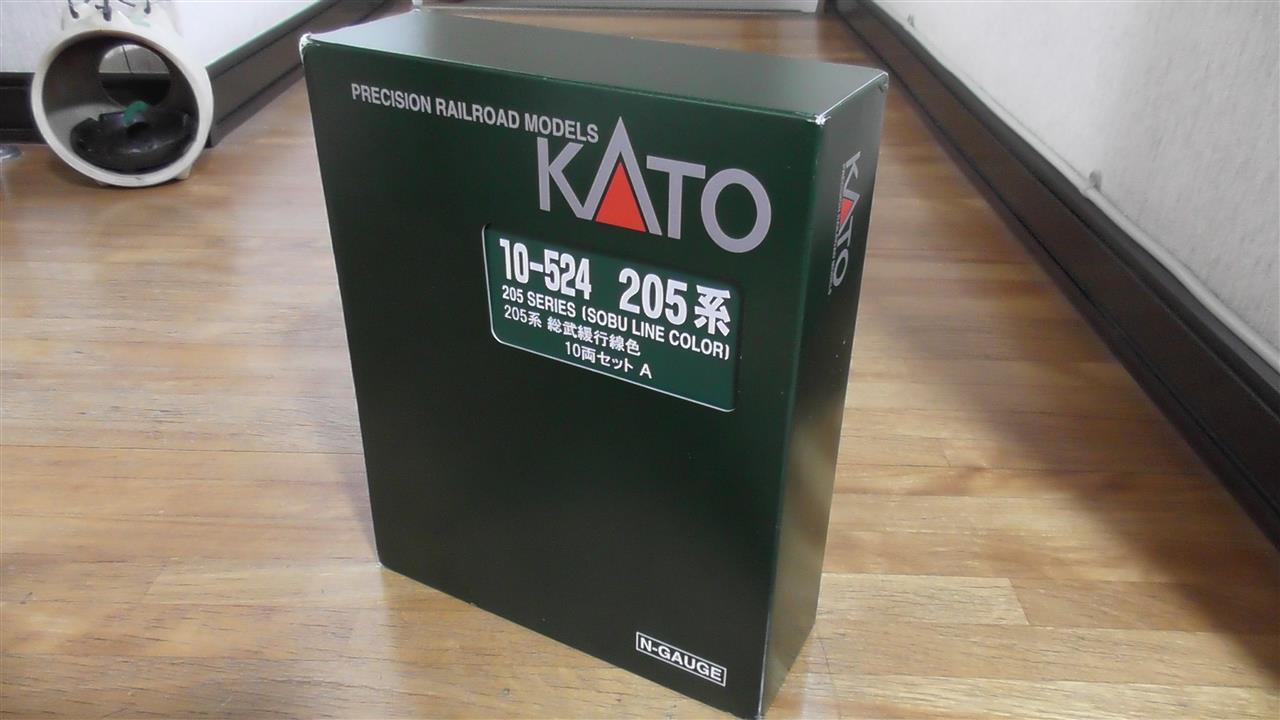 PRECISION RAILROAD MODELS
KATO
10-524 205系
205 SERIES (SOBU LINE COLOR)
205系 総武緩行線色
10両セット A
N-GAUGE
KATO